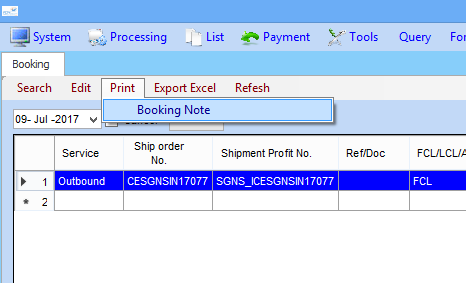 System Processing List Payment Tools Query For
Booking
Search Edit Print Export Excel Refesh
Booking Note
09- Jul -2017
Service Ship order No. Shipment Profit No. Ref/Doc FCL/LCL/A
1 Outbound CESGNSIN17077 SGNS_ICESGNSIN17077 FCL
2